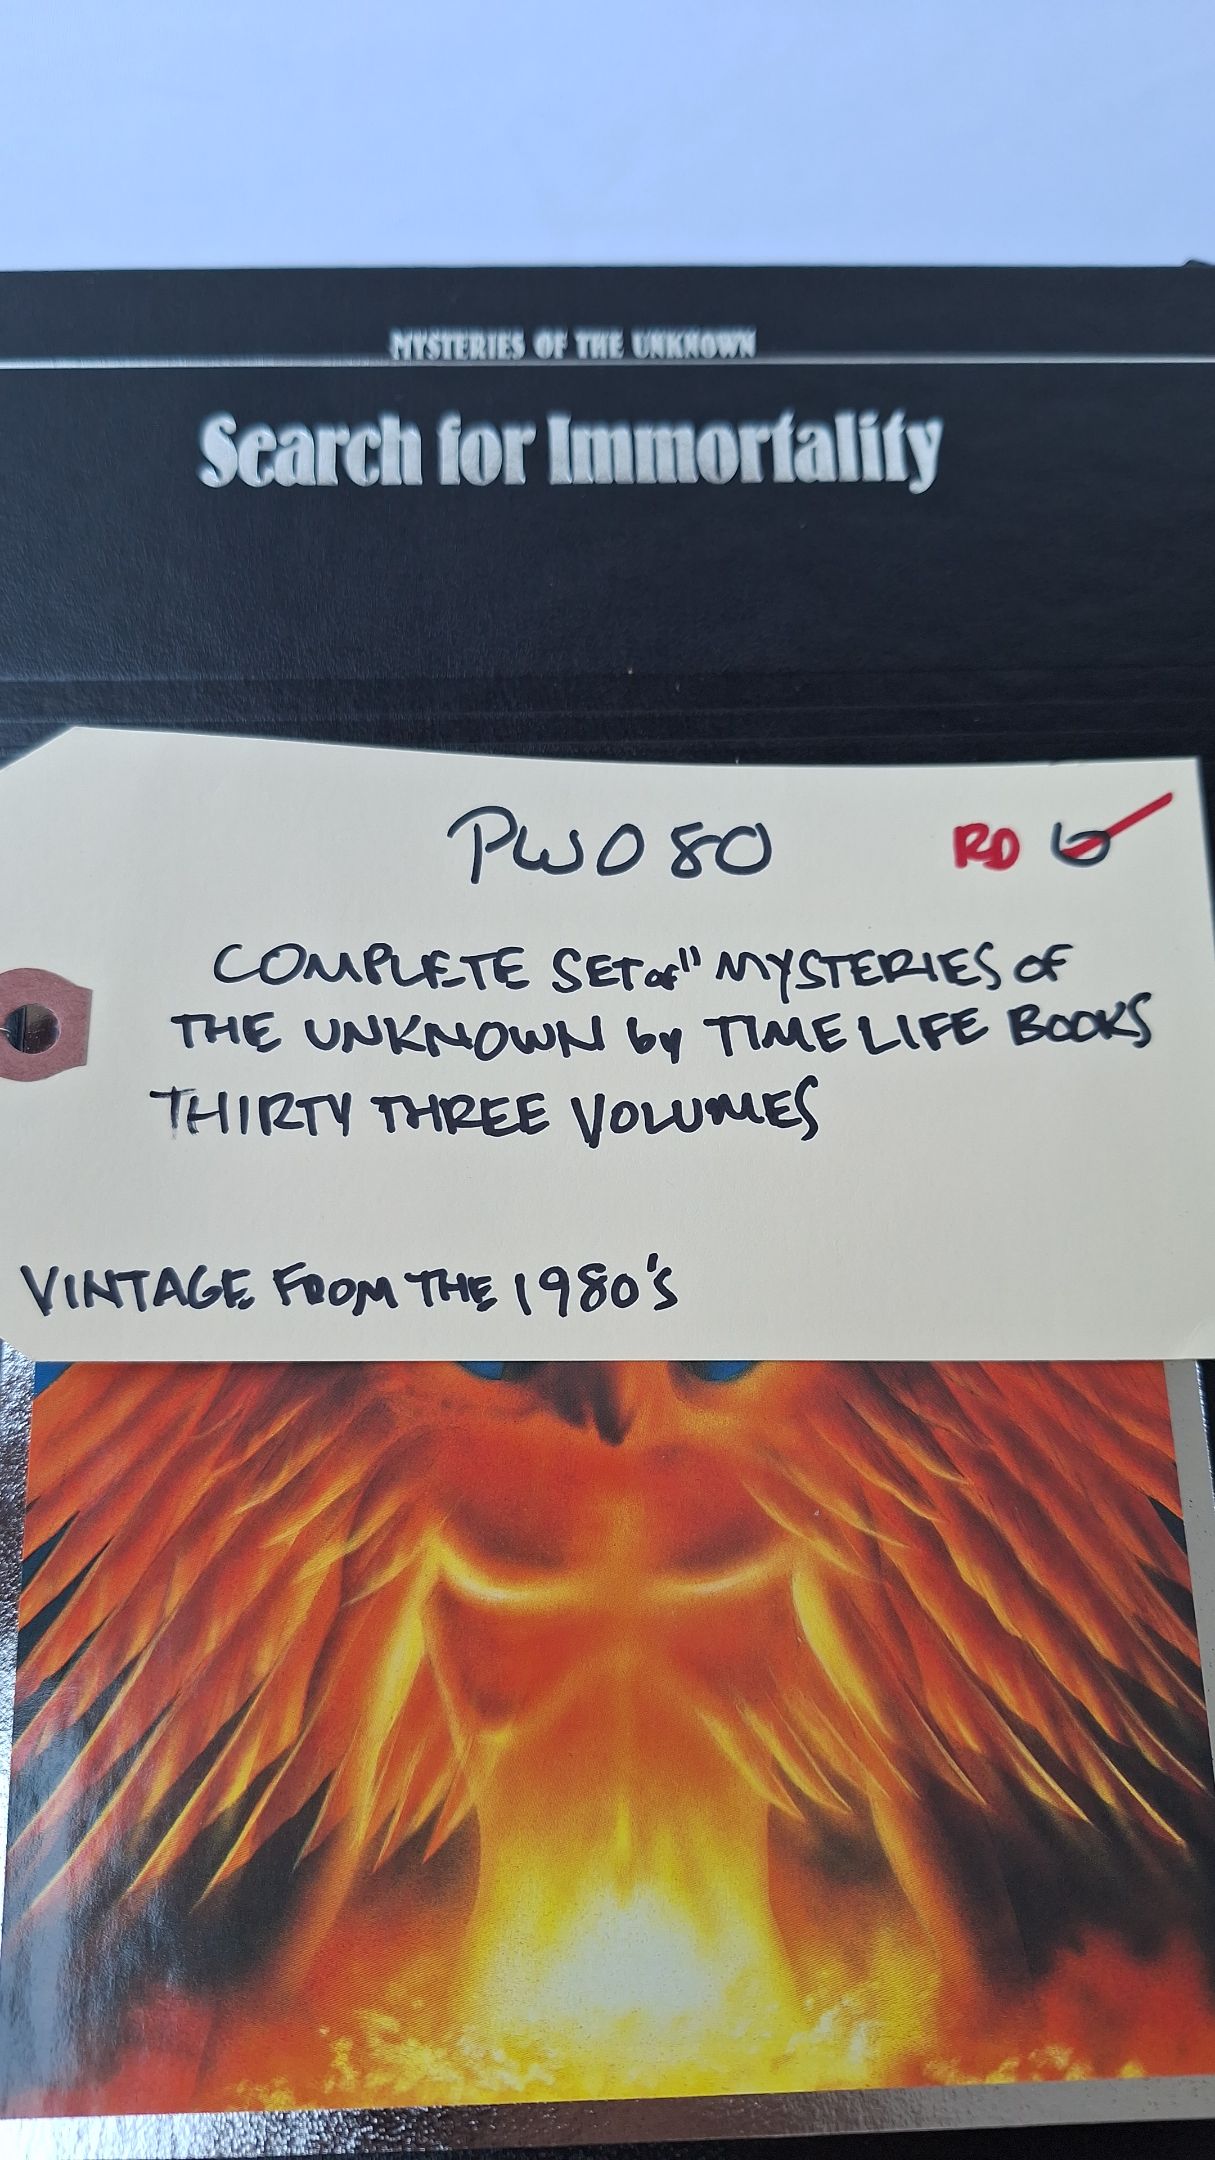 MYSTERIES OF THE UNKNOWN
Search for Immortality
PW080 RD 6
COMPLETE SET of "MYSTERIES OF
THE UNKNOWN by TIME LIFE BOOKS
THIRTY THREE VOLUMES
VINTAGE FROM THE 1980's